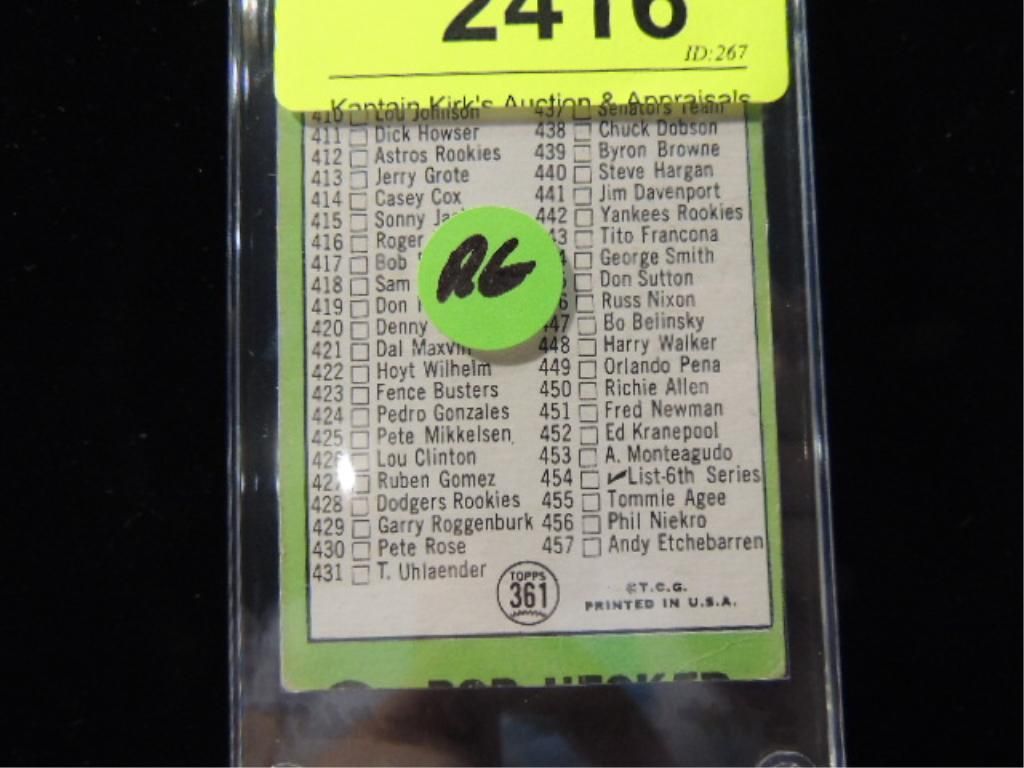 2416
ID:267
Kaptain Kirk's Auction & Appraisals
410 Lou Johnson
411 Dick Howser
412 Astros Rookies
413 Jerry Grote
414 Casey Cox
415 Sonny
416 Roger
417 Bob
418 Sam
419 Don
420 Denny
421 Dal Maxvill
422 Hoyt Wilhelm
423 Fence Busters
424 Pedro Gonzales
425 Pete Mikkelsen
426 Lou Clinton
427 Ruben Gomez
428 Dodgers Rookies
429 Garry Roggenburk
430 Pete Rose
431 T. Uhlaender
437 Senators Team
438 Chuck Dobson
439 Byron Browne
440 Steve Hargan
441 Jim Davenport
442 Yankees Rookies
43 Tito Francona
George Smith
Don Sutton
6 Russ Nixon
447 Bo Belinsky
448 Harry Walker
449 Orlando Pena
450 Richie Allen
451 Fred Newman
452 Ed Kranepool
453 A. Monteagudo
454 ✓List-6th Series
455 Tommie Agee
456 Phil Niekro
457 Andy Etchebarren
RG
TOPPS
361
©T.C.G.
PRINTED IN U.S.A.